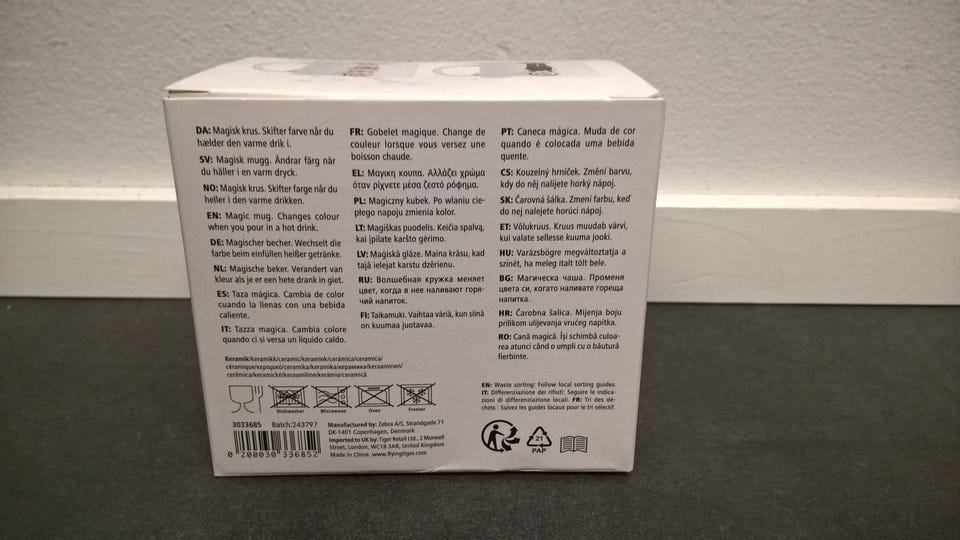 DA: Magisk krus. Skifter farve når du
hælder den varme drik i.
SV: Magisk mugg. Ändrar färg när
du häller i en varm dryck.
NO: Magisk krus. Skifter farge når du
heller i den varme drikken.
EN: Magic mug. Changes colour
when you pour in a hot drink.
DE: Magischer becher. Wechselt die
farbe beim einfüllen heißer getränke.
NL: Magische beker. Verandert van
kleur als je er een hete drank in giet.
ES: Taza mágica. Cambia de color
cuando la llenas con una bebida
caliente.
IT: Tazza magica. Cambia colore
quando ci si versa un liquido caldo.
FR: Gobelet magique. Change de
couleur lorsque vous versez une
boisson chaude.
EL: Μαγικη κουπα. Αλλάζει χρώμα
όταν ρίχνετε μέσα ζεστό ρόφημα.
PL: Magiczny kubek. Po wlaniu cie-
płego napoju zmienia kolor.
LT: Magiškas puodelis. Keičia spalvą,
kai įpilate karšto gėrimo.
LV: Maģiskā glāze. Maina krāsu, kad
tajā ielejat karstu dzērienu.
RU: Волшебная кружка меняет
цвет, когда в нее наливают горя-
чий напиток.
FI: Taikamuki. Vaihtaa väriä, kun siinä
on kuumaa juotavaa.
PT: Caneca mágica. Muda de cor
quando é colocada uma bebida
quente.
CS: Kouzelný hrníček. Změní barvu,
kdy do něj nalijete horký nápoj.
SK: Čarovná šálka. Zmení farbu, keď
do nej nalejete horúci nápoj.
ET: Võlukruus. Kruus muudab värvi,
kui valate sellesse kuuma jooki.
HU: Varázsbögre megváltoztatja a
színét, ha meleg italt tölt bele.
BG: Магическа чаша. Променя
цвета си, когато наливате гореща
напитка.
HR: Čarobna šalica. Mijenja boju
prilikom ulijevanja vrućeg napitka.
RO: Cană magică. Își schimbă culoa-
rea atunci când o umpli cu o băutură
fierbinte.
Keramik/keramikk/ceramic/keramiek/cerâmica/ceramica/
céramique/κεραμικό/ceramika/keramika/керамика/keraaminen/
cerâmica/keramické/keraamiline/kerámia/ceramică
Dishwasher Microwave Oven Freezer
3033685 Batch:243797
0 200030 336852
Manufactured by: Zebra A/S, Strandgade 71
DK-1401 Copenhagen, Denmark
Imported to UK by: Tiger Retail Ltd., 2 Morwell
Street, London, WC1B 3AR, United Kingdom
Made in China. www.flyingtiger.com
EN: Waste sorting: Follow local sorting guides.
IT: Differenziazione dei rifiuti: Seguire le indica-
zioni di differenziazione locali. FR: Tri des dé-
chets : Suivez les guides locaux pour le tri sélectif.
21
PAP